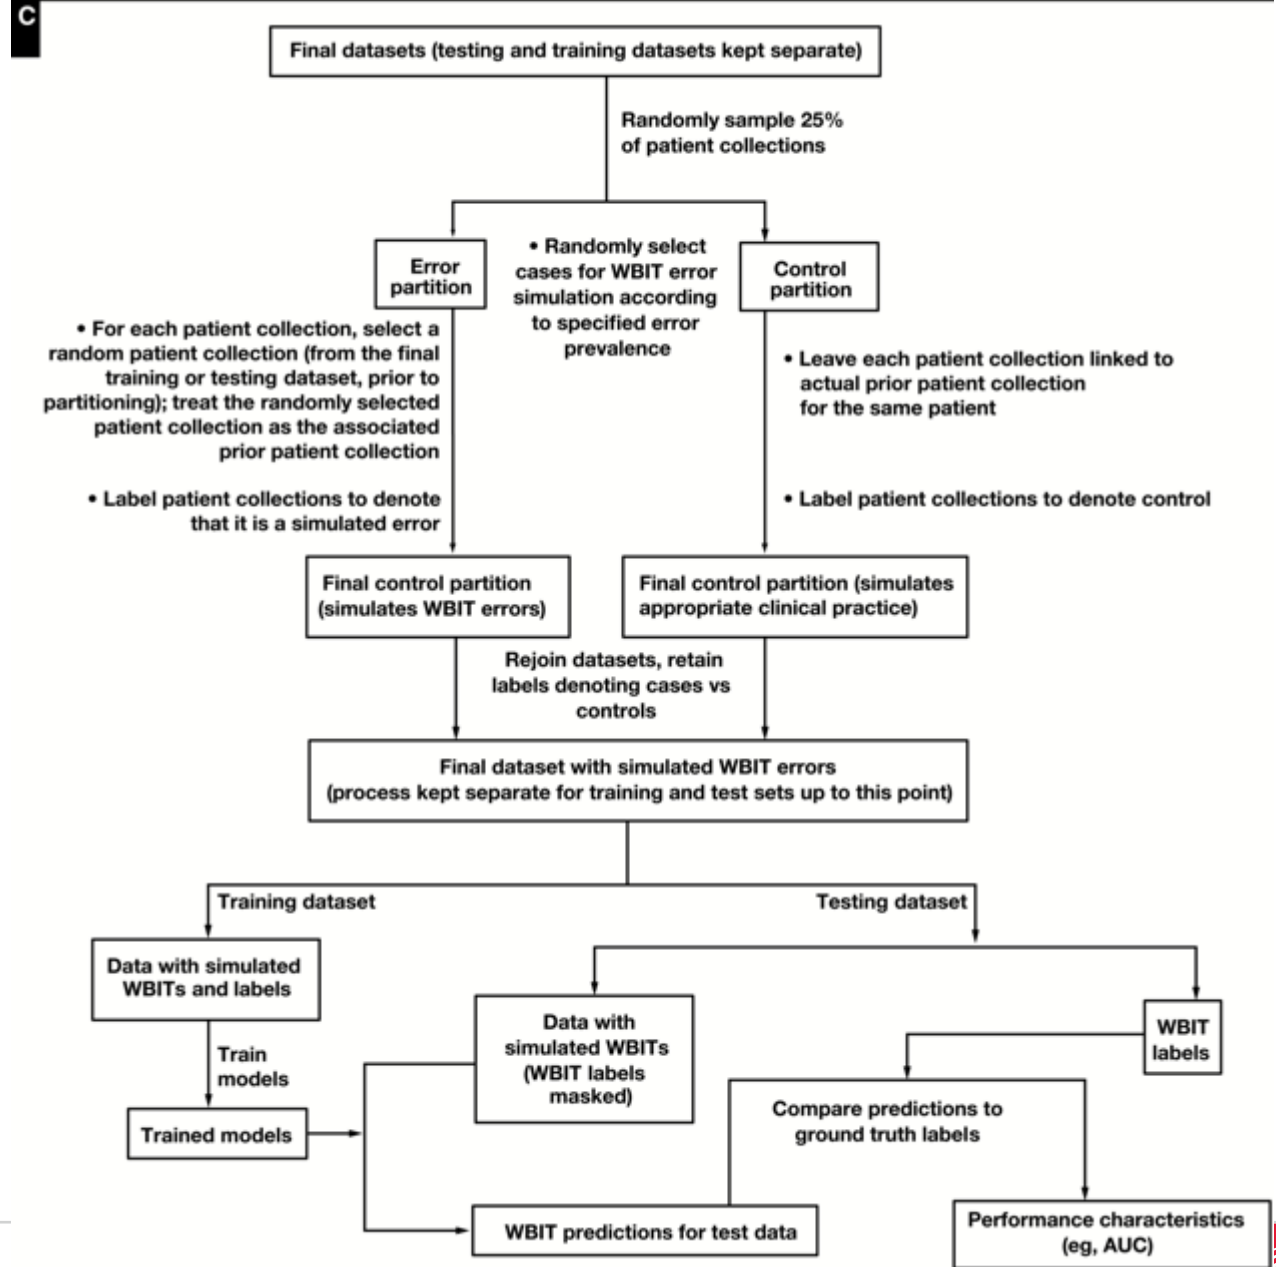 C
Final datasets (testing and training datasets kept separate)
Randomly sample 25%
of patient collections
Error
partition
• Randomly select
cases for WBIT error
simulation according
to specified error
prevalence
Control
partition
• For each patient collection, select a
random patient collection (from the final
training or testing dataset, prior to
partitioning); treat the randomly selected
patient collection as the associated
prior patient collection
• Leave each patient collection linked to
actual prior patient collection
for the same patient
• Label patient collections to denote
that it is a simulated error
• Label patient collections to denote control
Final control partition
(simulates WBIT errors)
Final control partition (simulates
appropriate clinical practice)
Rejoin datasets, retain
labels denoting cases vs
controls
Final dataset with simulated WBIT errors
(process kept separate for training and test sets up to this point)
Training dataset
Testing dataset
Data with simulated
WBITs and labels
Data with
simulated WBITs
(WBIT labels
masked)
WBIT
labels
Train
models
Trained models
Compare predictions to
ground truth labels
WBIT predictions for test data
Performance characteristics
(eg, AUC)